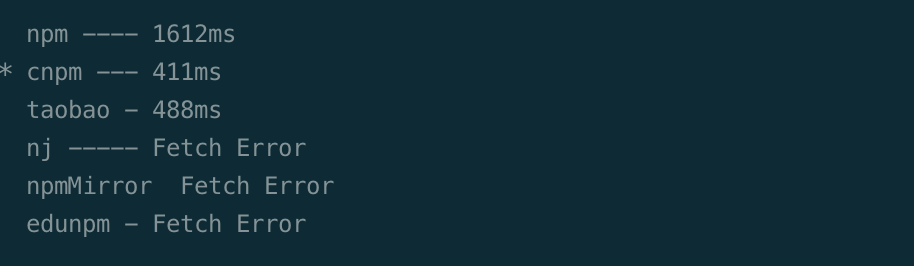 npm ---- 1612ms
* cnpm --- 411ms
taobao - 488ms
nj ----- Fetch Error
npmMirror  Fetch Error
edunpm - Fetch Error